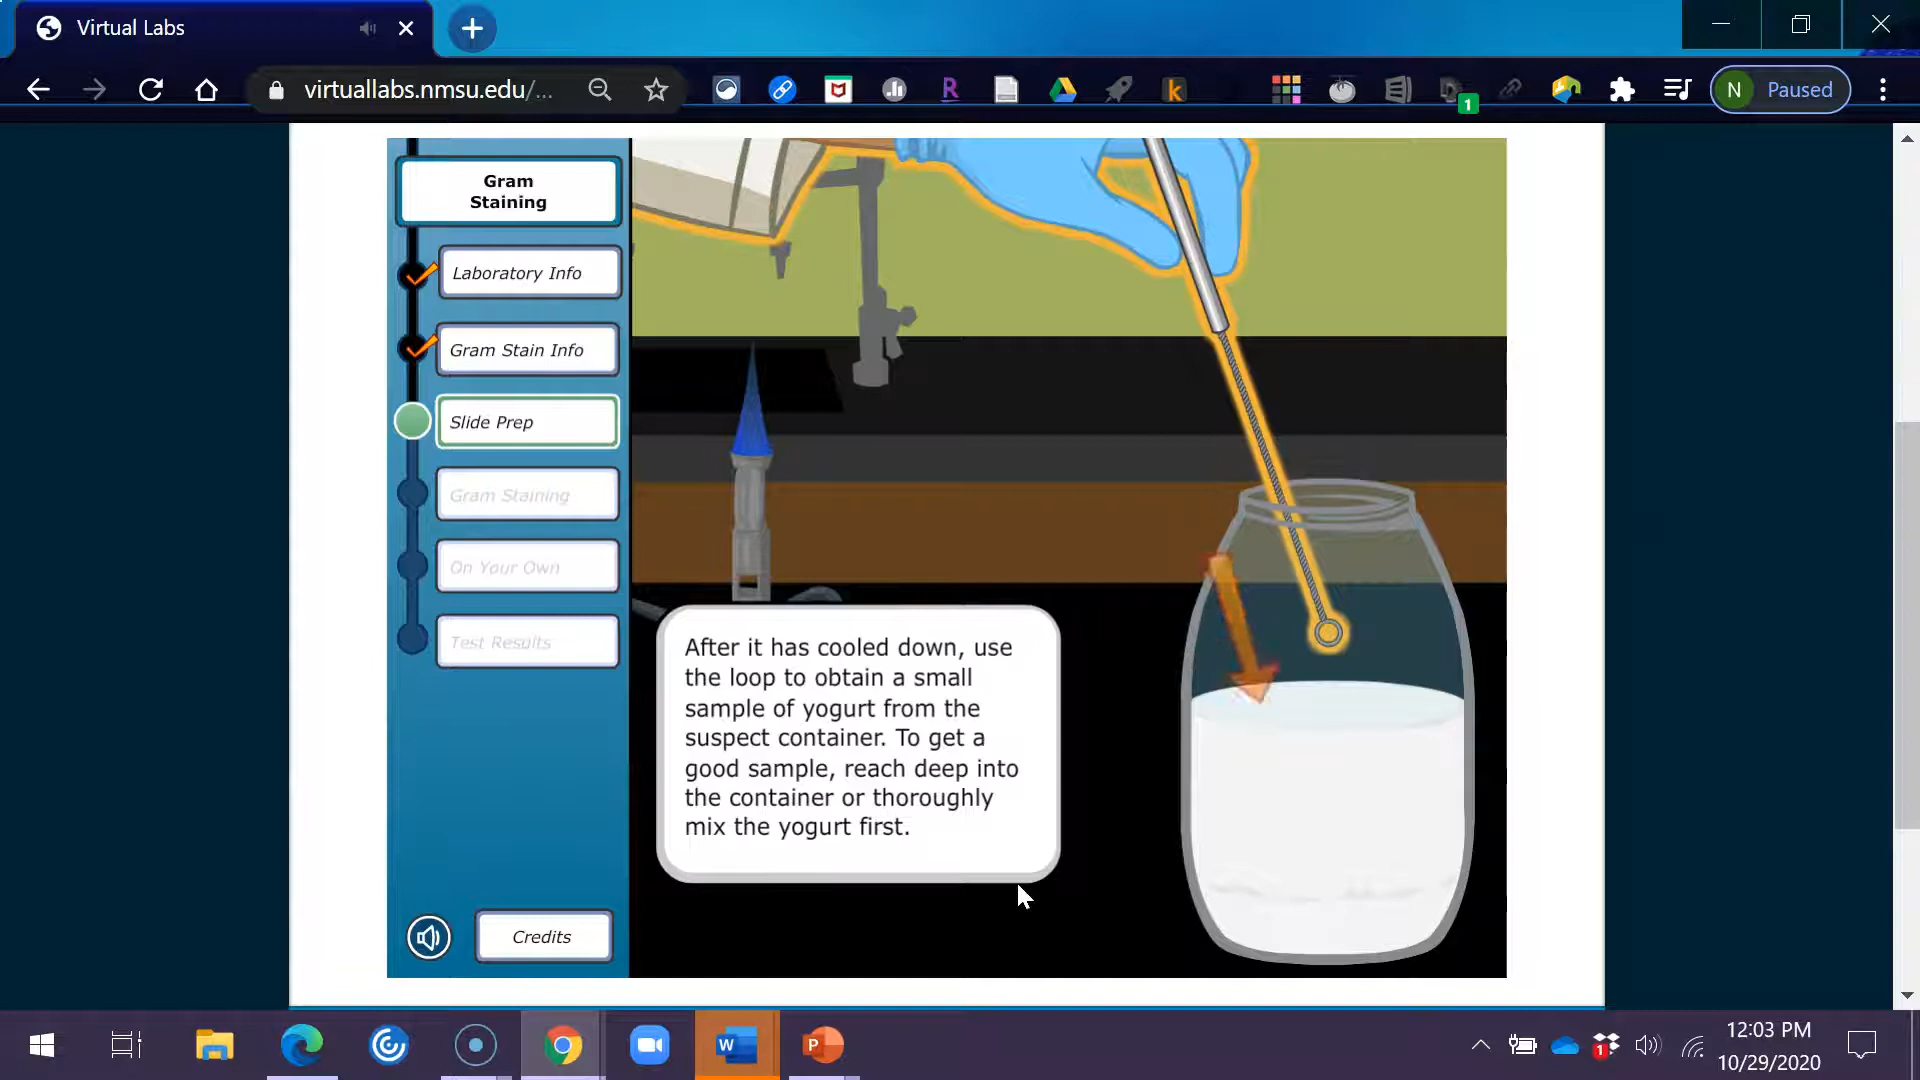 Virtual Labs
virtuallabs.nmsu.edu/...
R
k
1
N
Paused
Gram
Staining
Laboratory Info
Gram Stain Info
Slide Prep
Gram Staining
On Your Own
Test Results
Credits
After it has cooled down, use
the loop to obtain a small
sample of yogurt from the
suspect container. To get a
good sample, reach deep into
the container or thoroughly
mix the yogurt first.
W
P
1
12:03 PM
10/29/2020